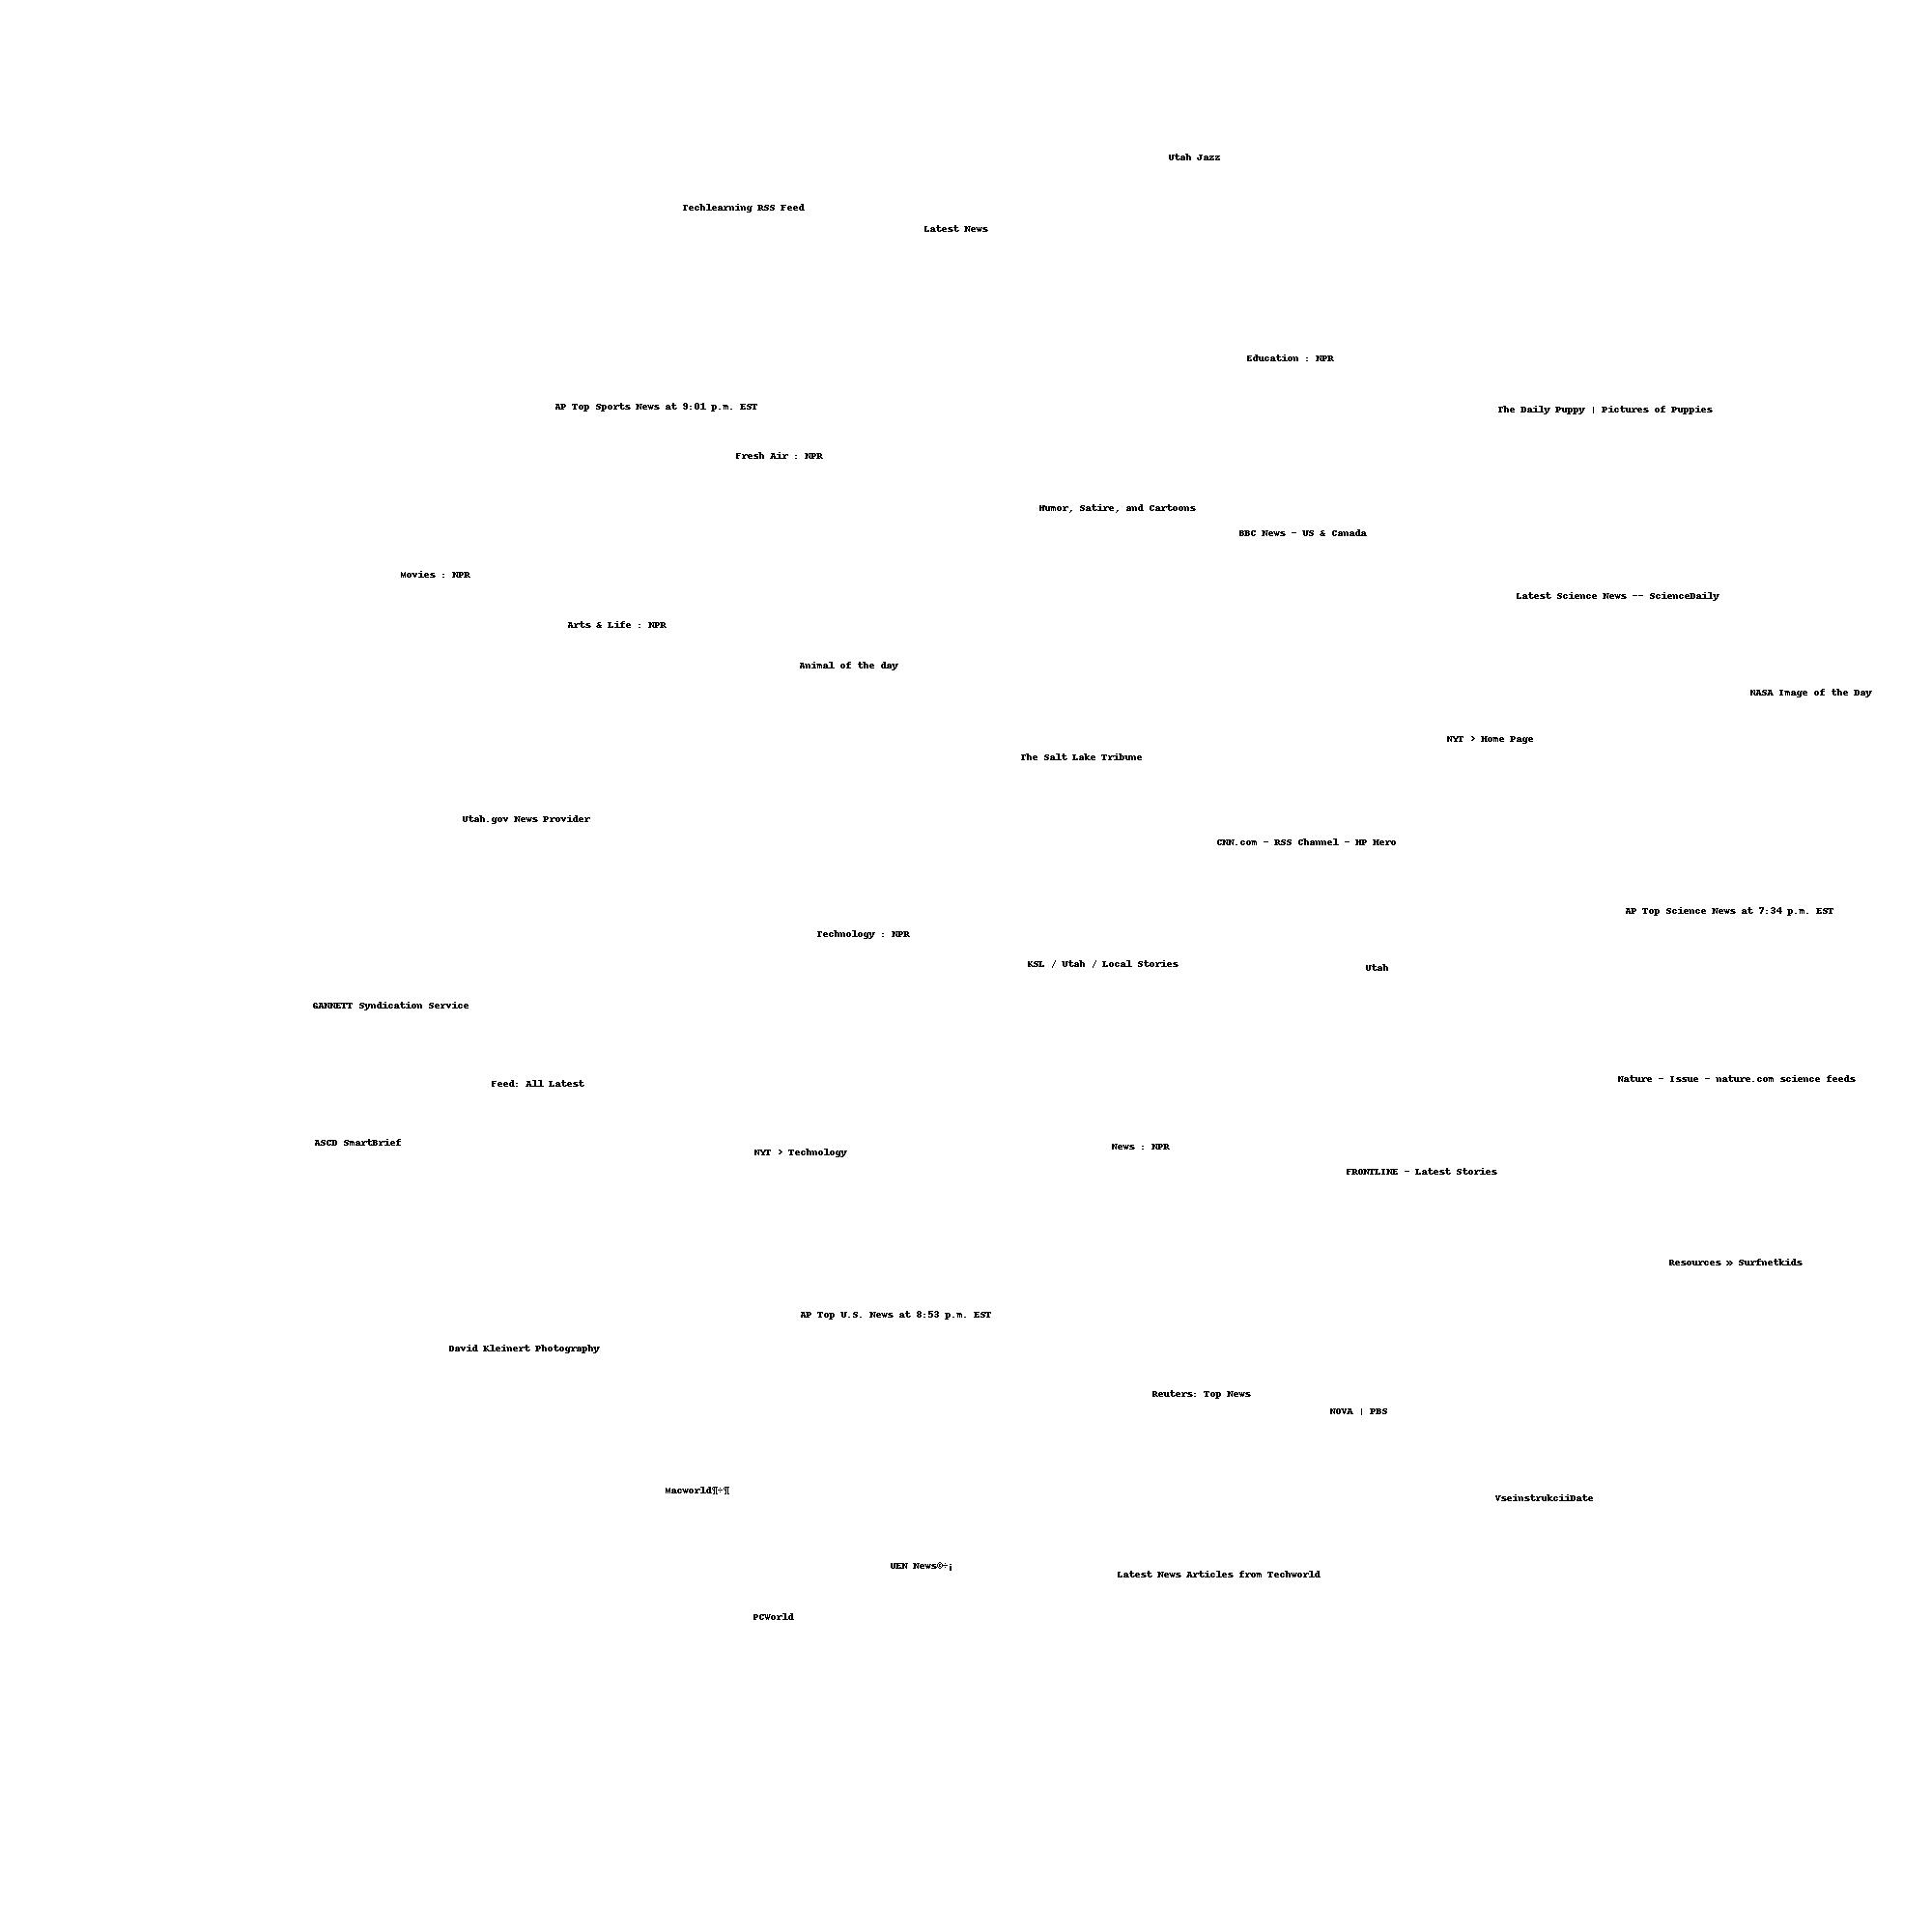 Utah Jazz
Techlearning RSS Feed
Latest News
Education : NPR
AP Top Sports News at 9:01 p.m. EST
The Daily Puppy | Pictures of Puppies
Fresh Air : NPR
Humor, Satire, and Cartoons
BBC News - US & Canada
Movies : NPR
Latest Science News -- ScienceDaily
Arts & Life : NPR
Animal of the day
NASA Image of the Day
NYT > Home Page
The Salt Lake Tribune
Utah.gov News Provider
CNN.com - RSS Channel - HP Hero
AP Top Science News at 7:34 p.m. EST
Technology : NPR
KSL / Utah / Local Stories
Utah
GANNETT Syndication Service
Nature - Issue - nature.com science feeds
Feed: All Latest
ASCD SmartBrief
News : NPR
NYT > Technology
FRONTLINE - Latest Stories
Resources » Surfnetkids
AP Top U.S. News at 8:53 p.m. EST
David Kleinert Photography
Reuters: Top News
NOVA | PBS
Macworld¶÷¶
VseinstrukciiDate
UEN News©÷¡
Latest News Articles from Techworld
PCWorld